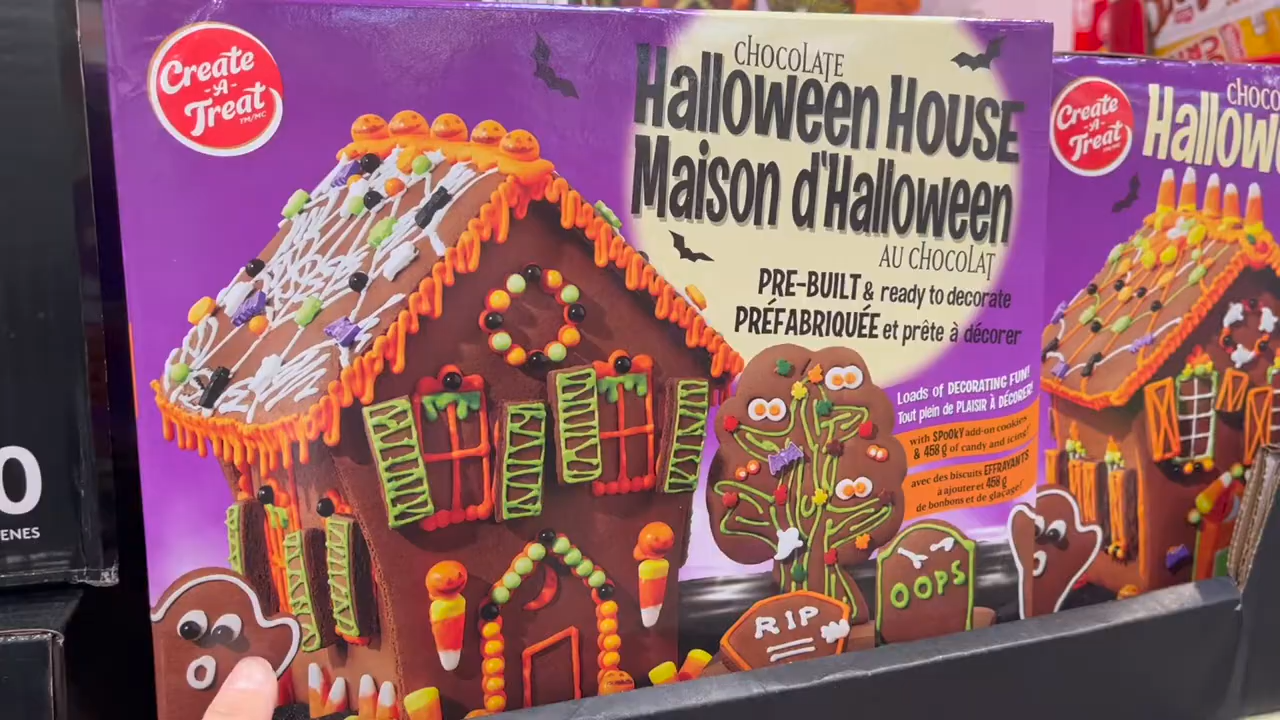 Create
-A-
Treat
TM/MC
CHOCOLATE
Halloween HOUSE
Maison d'Halloween
AU CHOCOLAT
PRE-BUILT & ready to decorate
PRÉFABRIQUÉE et prête à décorer
Loads of DECORATING FUN!
Tout plein de PLAISIR À DÉCORER!
with SPOOKY add-on cookies
& 458 g of candy and icing!
avec des biscuits EFFRAYANTS
à ajouter et 458 g
de bonbons et de glaçage!
OOPS
RIP
Create
-A-
Treat
TM/MC
CHOCO
Hallow
0
ENES